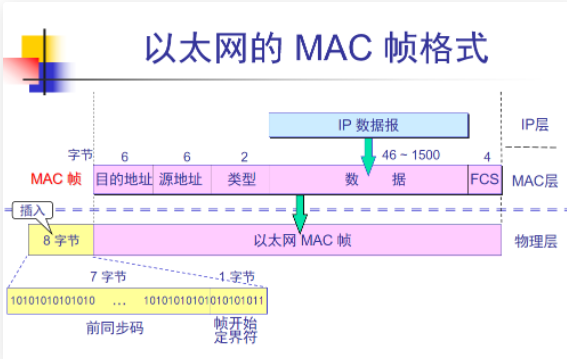 以太网的 MAC 帧格式
IP 数据报
IP层
字节
6
6
2
46 ~ 1500
4
MAC 帧
目的地址
源地址
类型
数 据
FCS
MAC层
插入
8 字节
以太网 MAC 帧
物理层
7 字节
1 字节
10101010101010 … 10101010101010101011
前同步码
帧开始
定界符